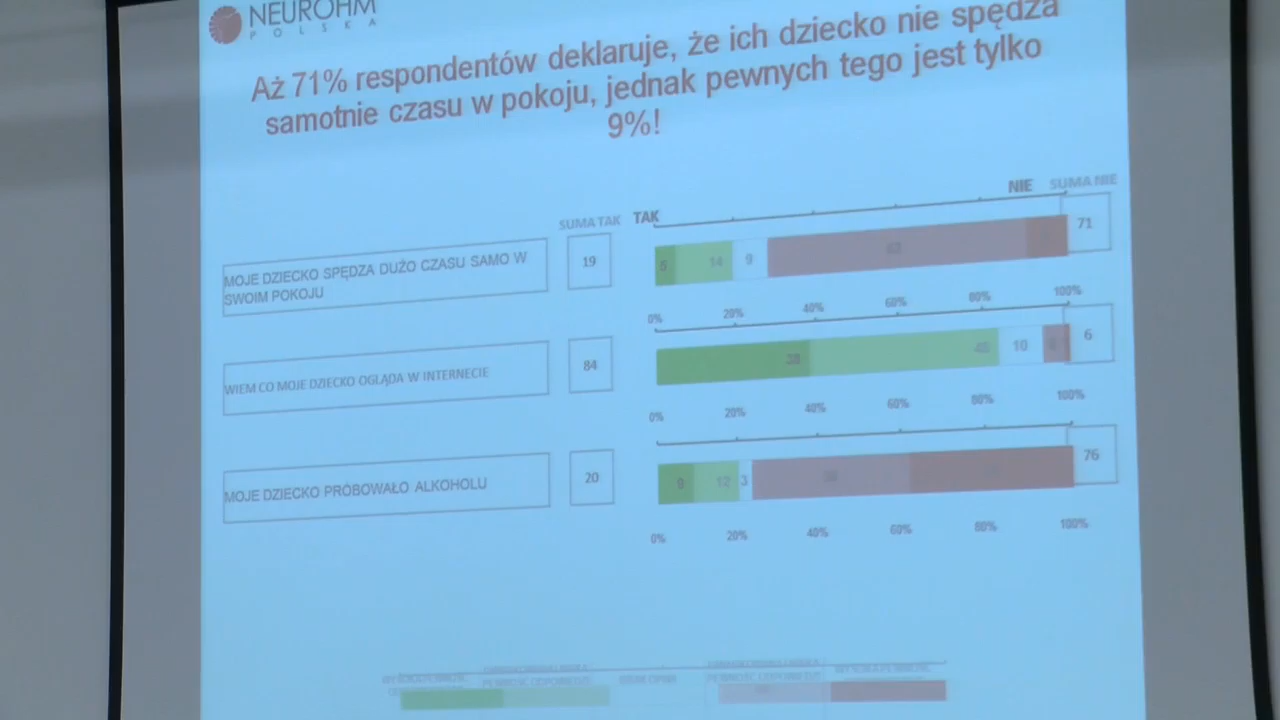 NEUROHM
POLSKA
Aż 71% respondentów deklaruje, że ich dziecko nie spędza
samotnie czasu w pokoju, jednak pewnych tego jest tylko
9%!
SUMA TAK TAK NIE SUMA NIE
MOJE DZIECKO SPĘDZA DUŻO CZASU SAMO W
SWOIM POKOJU
19 5 14 9 71
0% 20% 40% 60% 80% 100%
WIEM CO MOJE DZIECKO OGLĄDA W INTERNECIE
84 38 10 6
0% 20% 40% 60% 80% 100%
MOJE DZIECKO PRÓBOWAŁO ALKOHOLU
20 9 12 3 76
0% 20% 40% 60% 80% 100%